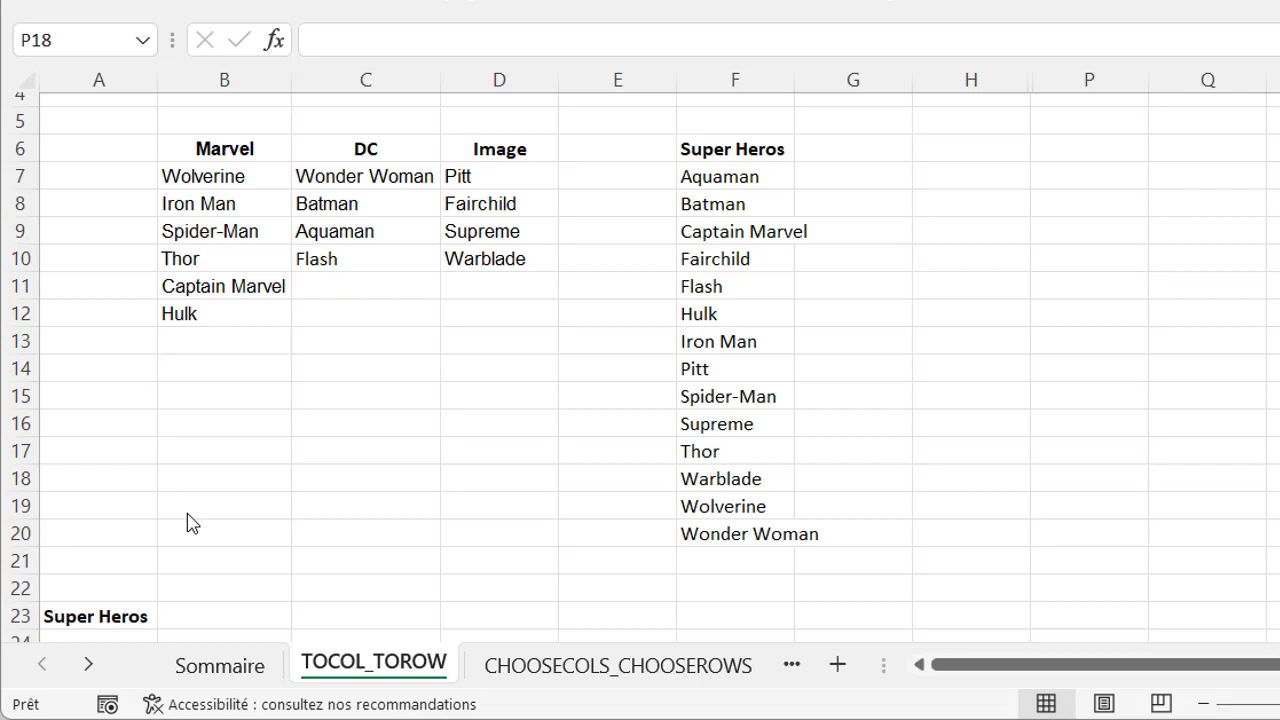 P18
fx
A B C D E F G H P Q
4
5
6 Marvel DC Image Super Heros
7 Wolverine Wonder Woman Pitt Aquaman
8 Iron Man Batman Fairchild Batman
9 Spider-Man Aquaman Supreme Captain Marvel
10 Thor Flash Warblade Fairchild
11 Captain Marvel Flash
12 Hulk Hulk
13 Iron Man
14 Pitt
15 Spider-Man
16 Supreme
17 Thor
18 Warblade
19 Wolverine
20 Wonder Woman
21
22
23 Super Heros
24
Sommaire TOCOL_TOROW CHOOSECOLS_CHOOSEROWS
Prêt Accessibilité : consultez nos recommandations